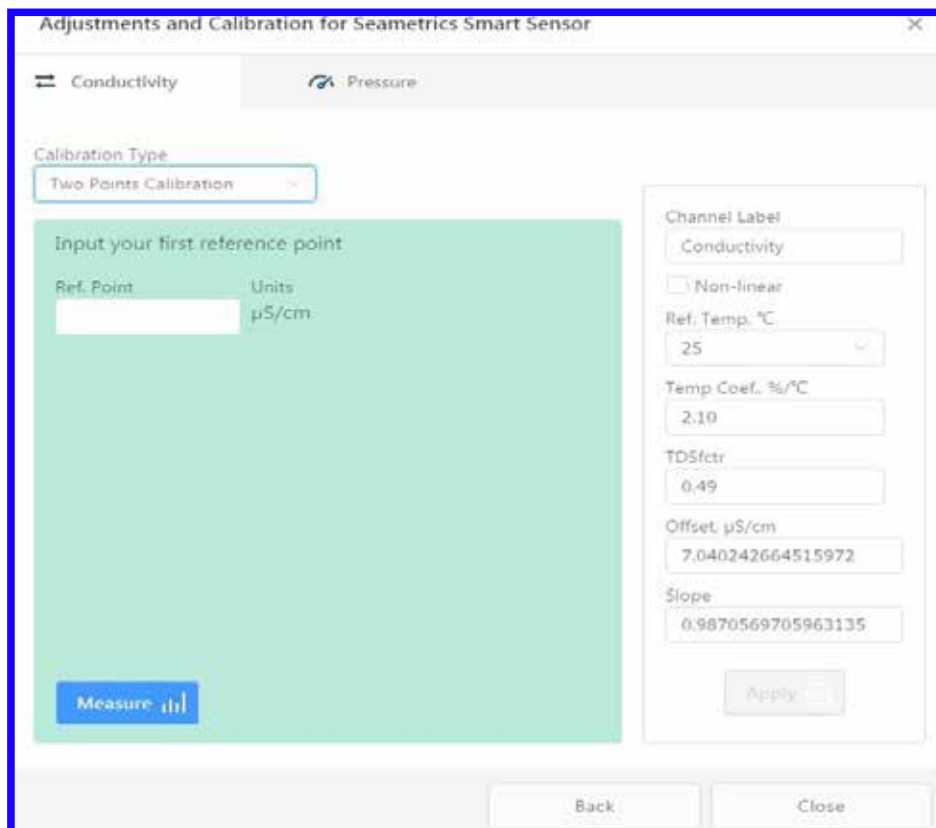 Adjustments and Calibration for Seametrics Smart Sensor
Conductivity
Pressure
Calibration Type
Two Points Calibration
Input your first reference point
Ref. Point
Units
µS/cm
Measure
Channel Label
Conductivity
Non-linear
Ref. Temp. °C
25
Temp Coef., %/°C
2.10
TDSfctr
0.49
Offset, µS/cm
7.040242664515972
Slope
0.9870569705963135
Apply
Back
Close